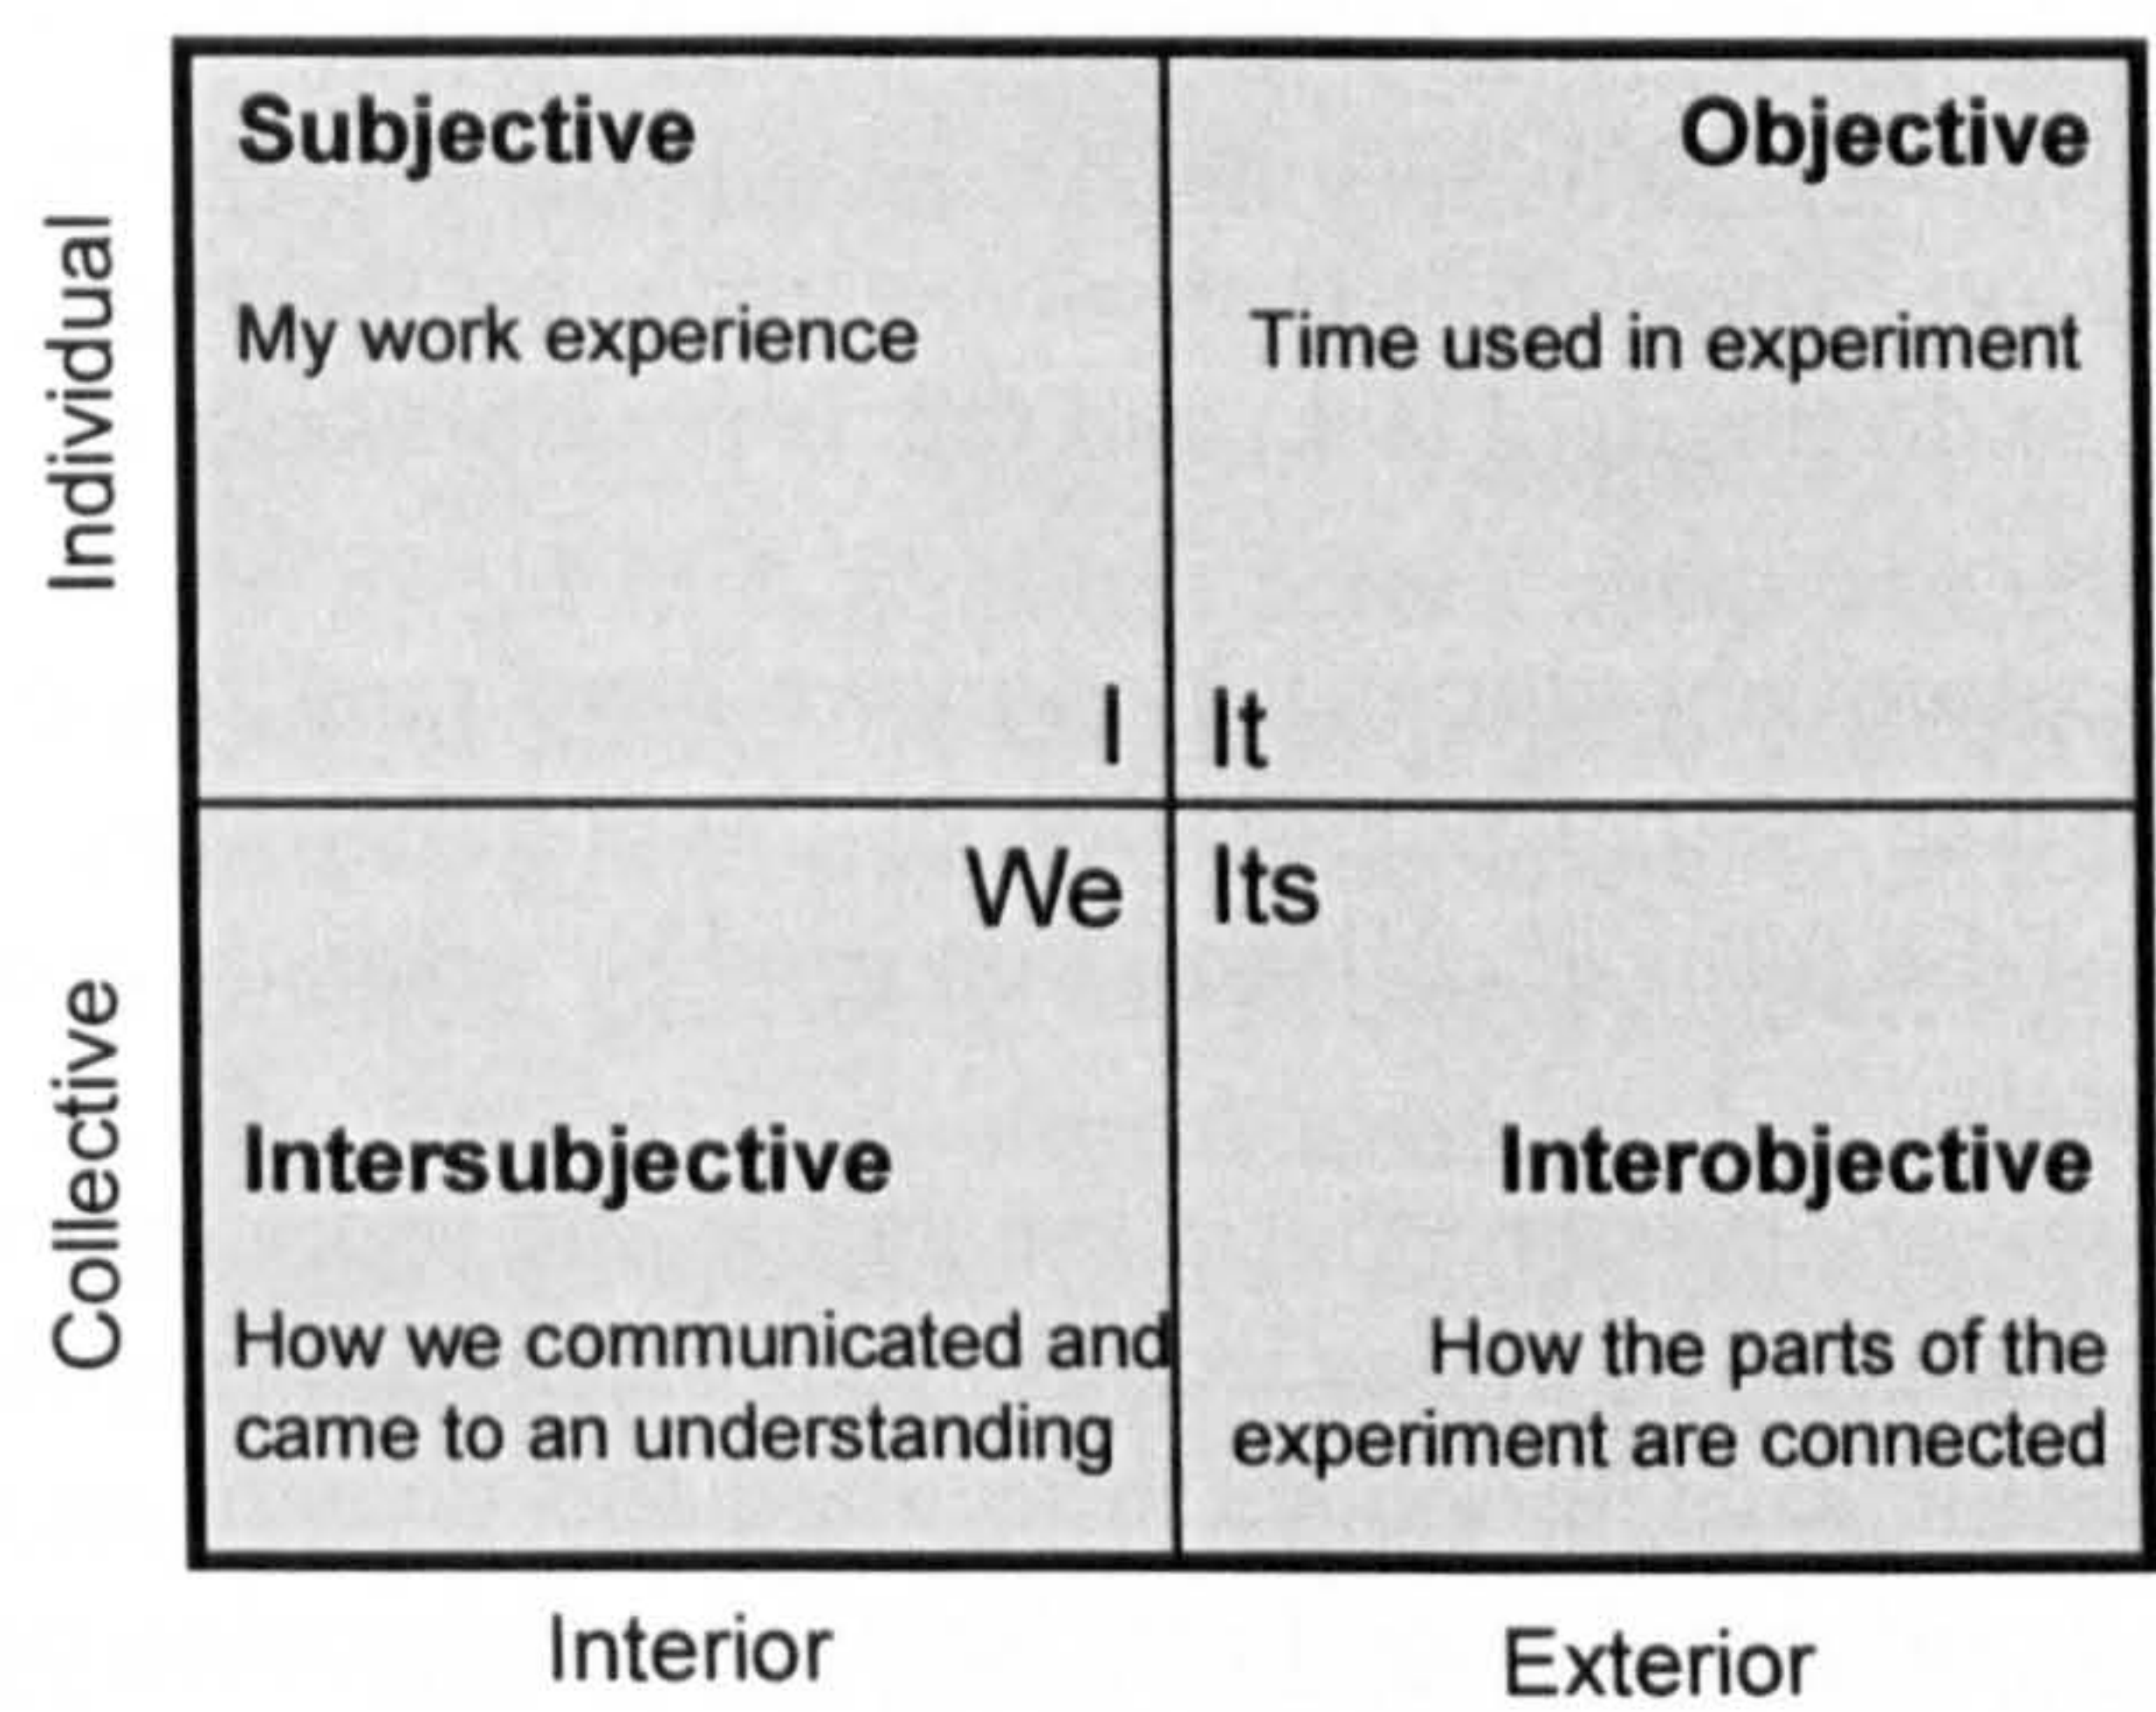 Individual
Subjective
My work experience
I
Objective
Time used in experiment
It
Collective
We
Intersubjective
How we communicated and
came to an understanding
Its
Interobjective
How the parts of the
experiment are connected
Interior
Exterior